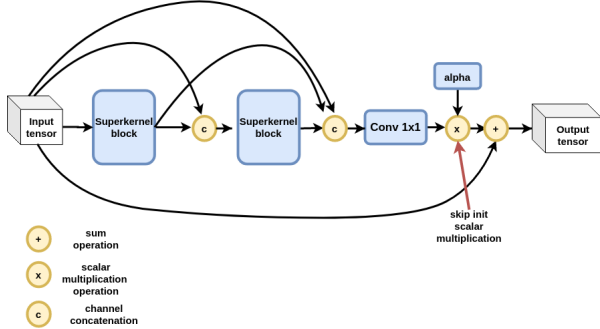 alpha
Input
tensor
Superkernel
block
c
Superkernel
block
c
Conv 1x1
x
+
Output
tensor
skip init
scalar
multiplication
+
sum
operation
x
scalar
multiplication
operation
c
channel
concatenation